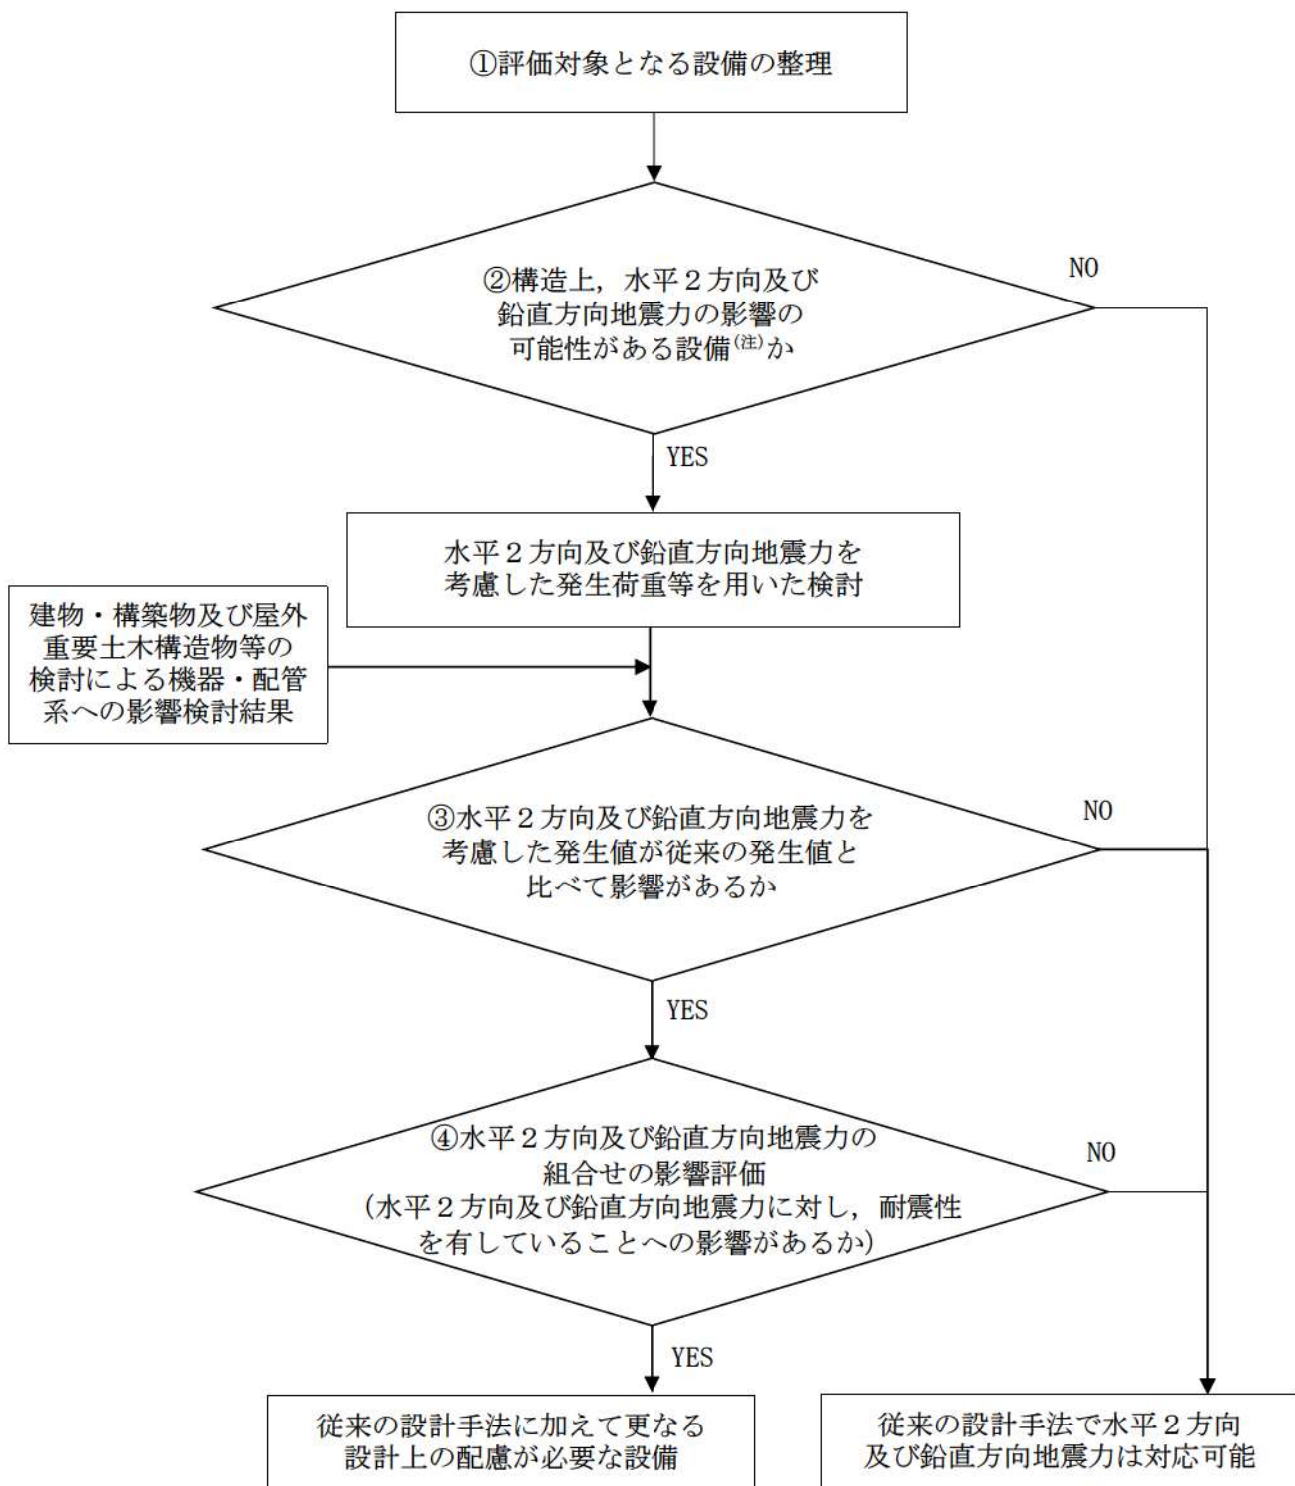 ①評価対象となる設備の整理
②構造上，水平２方向及び
鉛直方向地震力の影響の
可能性がある設備(注)か
NO
YES
水平２方向及び鉛直方向地震力を
考慮した発生荷重等を用いた検討
建物・構築物及び屋外
重要土木構造物等の
検討による機器・配管
系への影響検討結果
③水平２方向及び鉛直方向地震力を
考慮した発生値が従来の発生値と
比べて影響があるか
NO
YES
④水平２方向及び鉛直方向地震力の
組合せの影響評価
（水平２方向及び鉛直方向地震力に対し，耐震性
を有していることへの影響があるか）
NO
YES
従来の設計手法に加えて更なる
設計上の配慮が必要な設備
従来の設計手法で水平２方向
及び鉛直方向地震力は対応可能